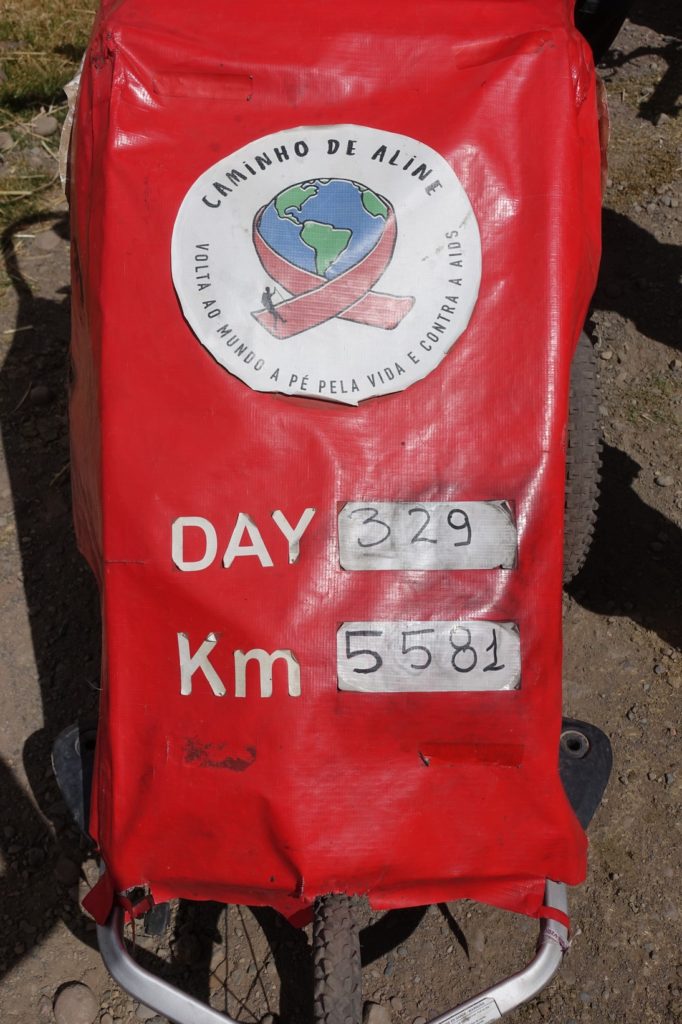 CAMINHO DE ALINE
VOLTA AO MUNDO A PÉ PELA VIDA E CONTRA A AIDS
DAY 329
Km 5581